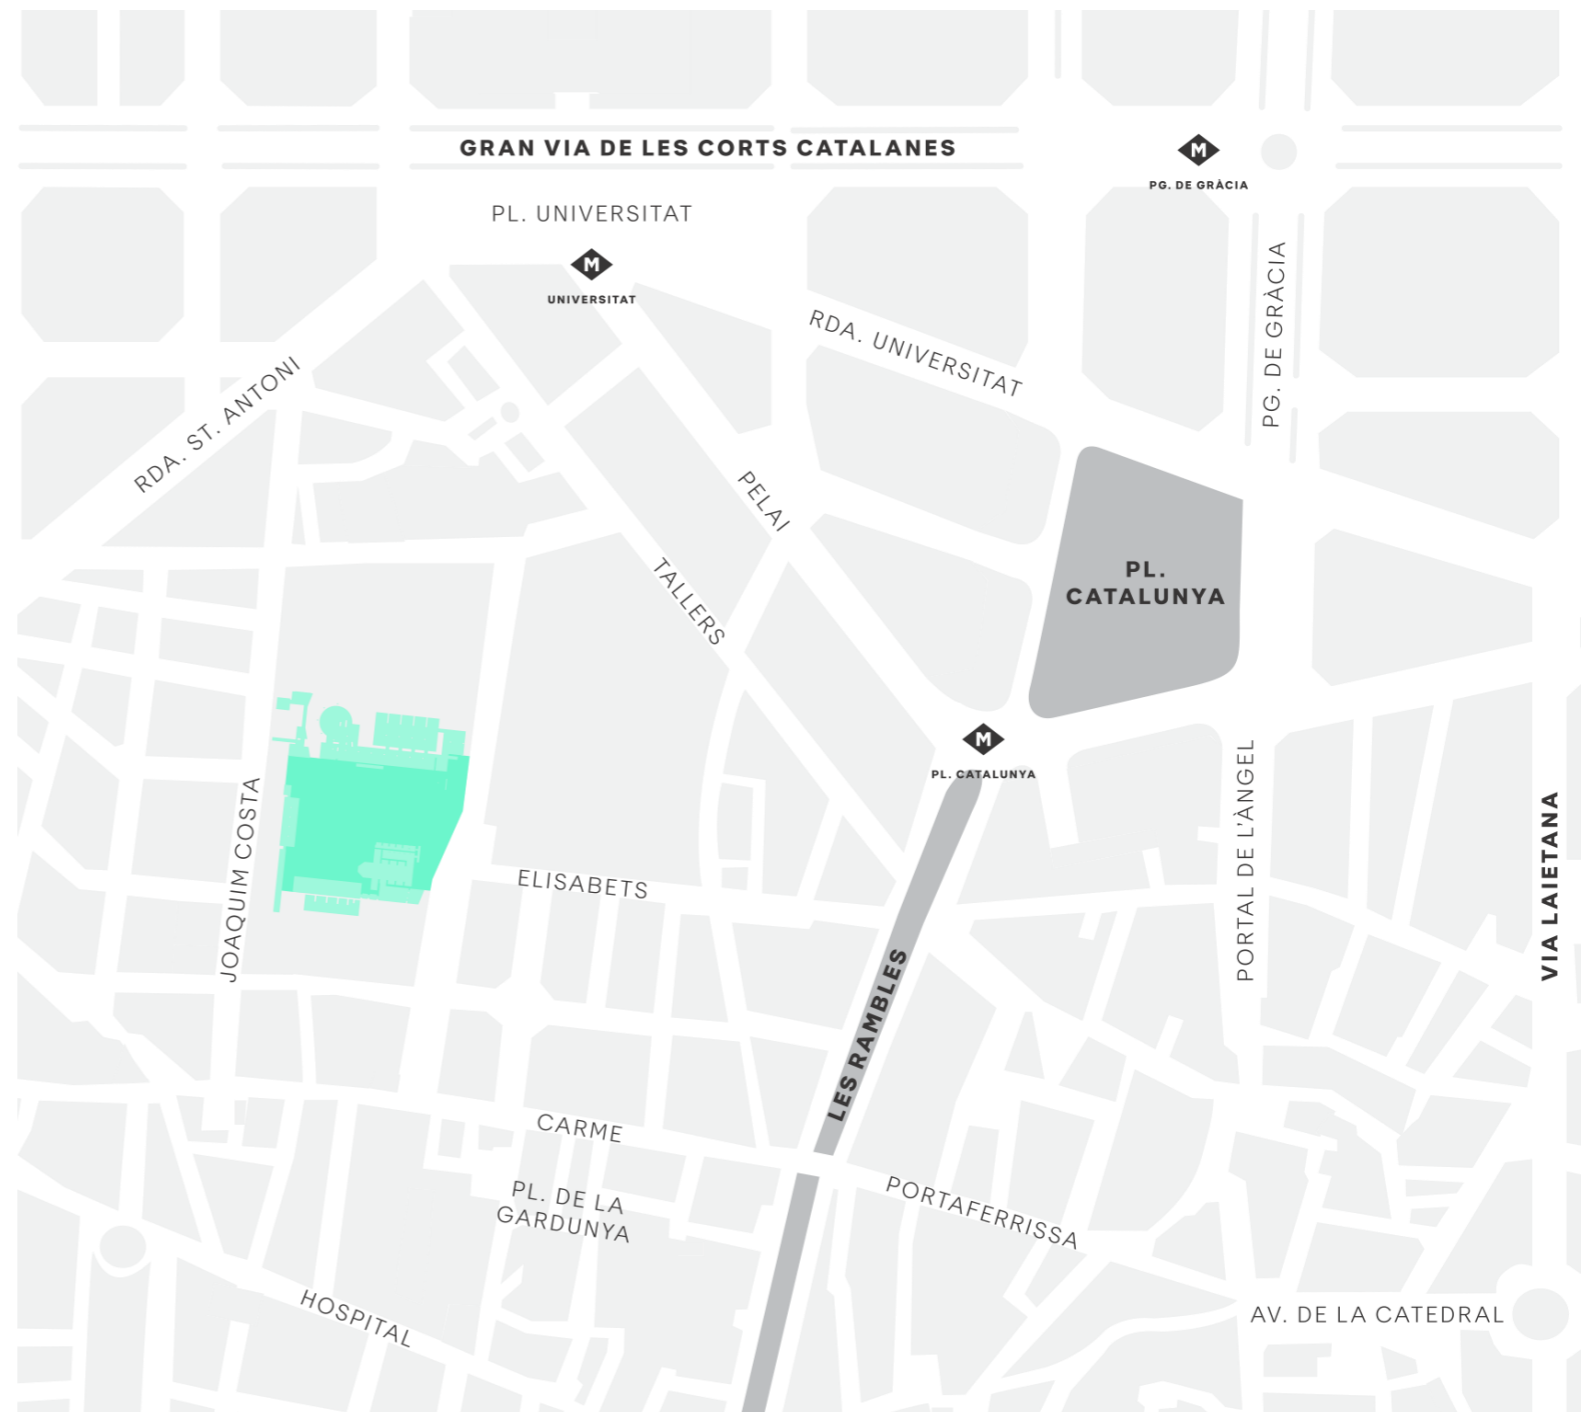 GRAN VIA DE LES CORTS CATALANES
M
PG. DE GRÀCIA
PL. UNIVERSITAT
M
UNIVERSITAT
RDA. UNIVERSITAT
PG. DE GRÀCIA
RDA. ST. ANTONI
PELAI
TALLERS
PL.
CATALUNYA
M
PL. CATALUNYA
JOAQUIM COSTA
ELISABETS
PORTAL DE L'ÀNGEL
VIA LAIETANA
LES RAMBLES
CARME
PL. DE LA
GARDUNYA
PORTAFERRISSA
HOSPITAL
AV. DE LA CATEDRAL